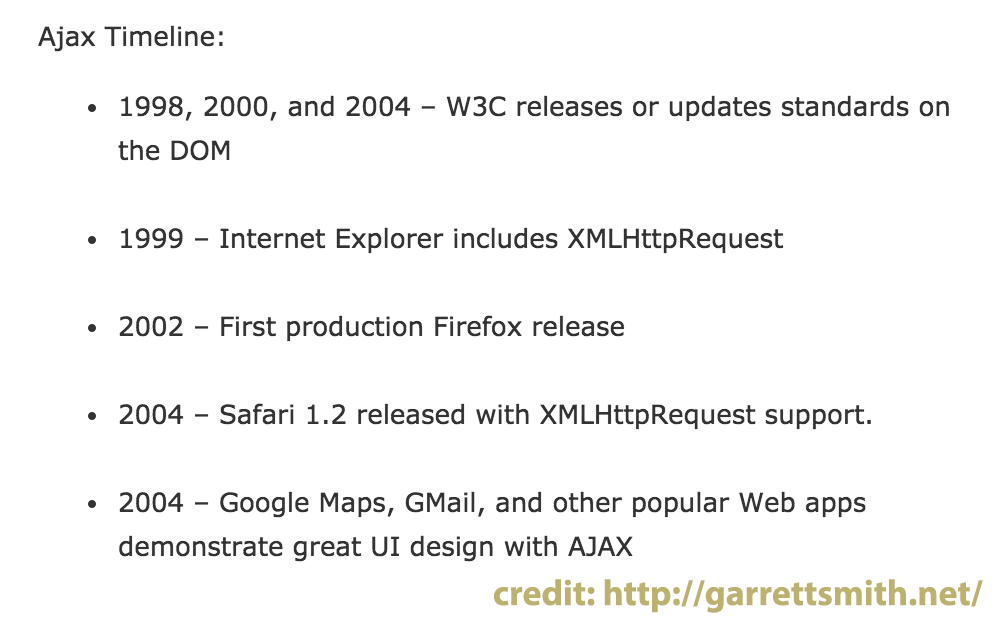 Ajax Timeline:
• 1998, 2000, and 2004 – W3C releases or updates standards on
the DOM
• 1999 – Internet Explorer includes XMLHttpRequest
• 2002 – First production Firefox release
• 2004 – Safari 1.2 released with XMLHttpRequest support.
• 2004 – Google Maps, GMail, and other popular Web apps
demonstrate great UI design with AJAX
credit: http://garrettsmith.net/